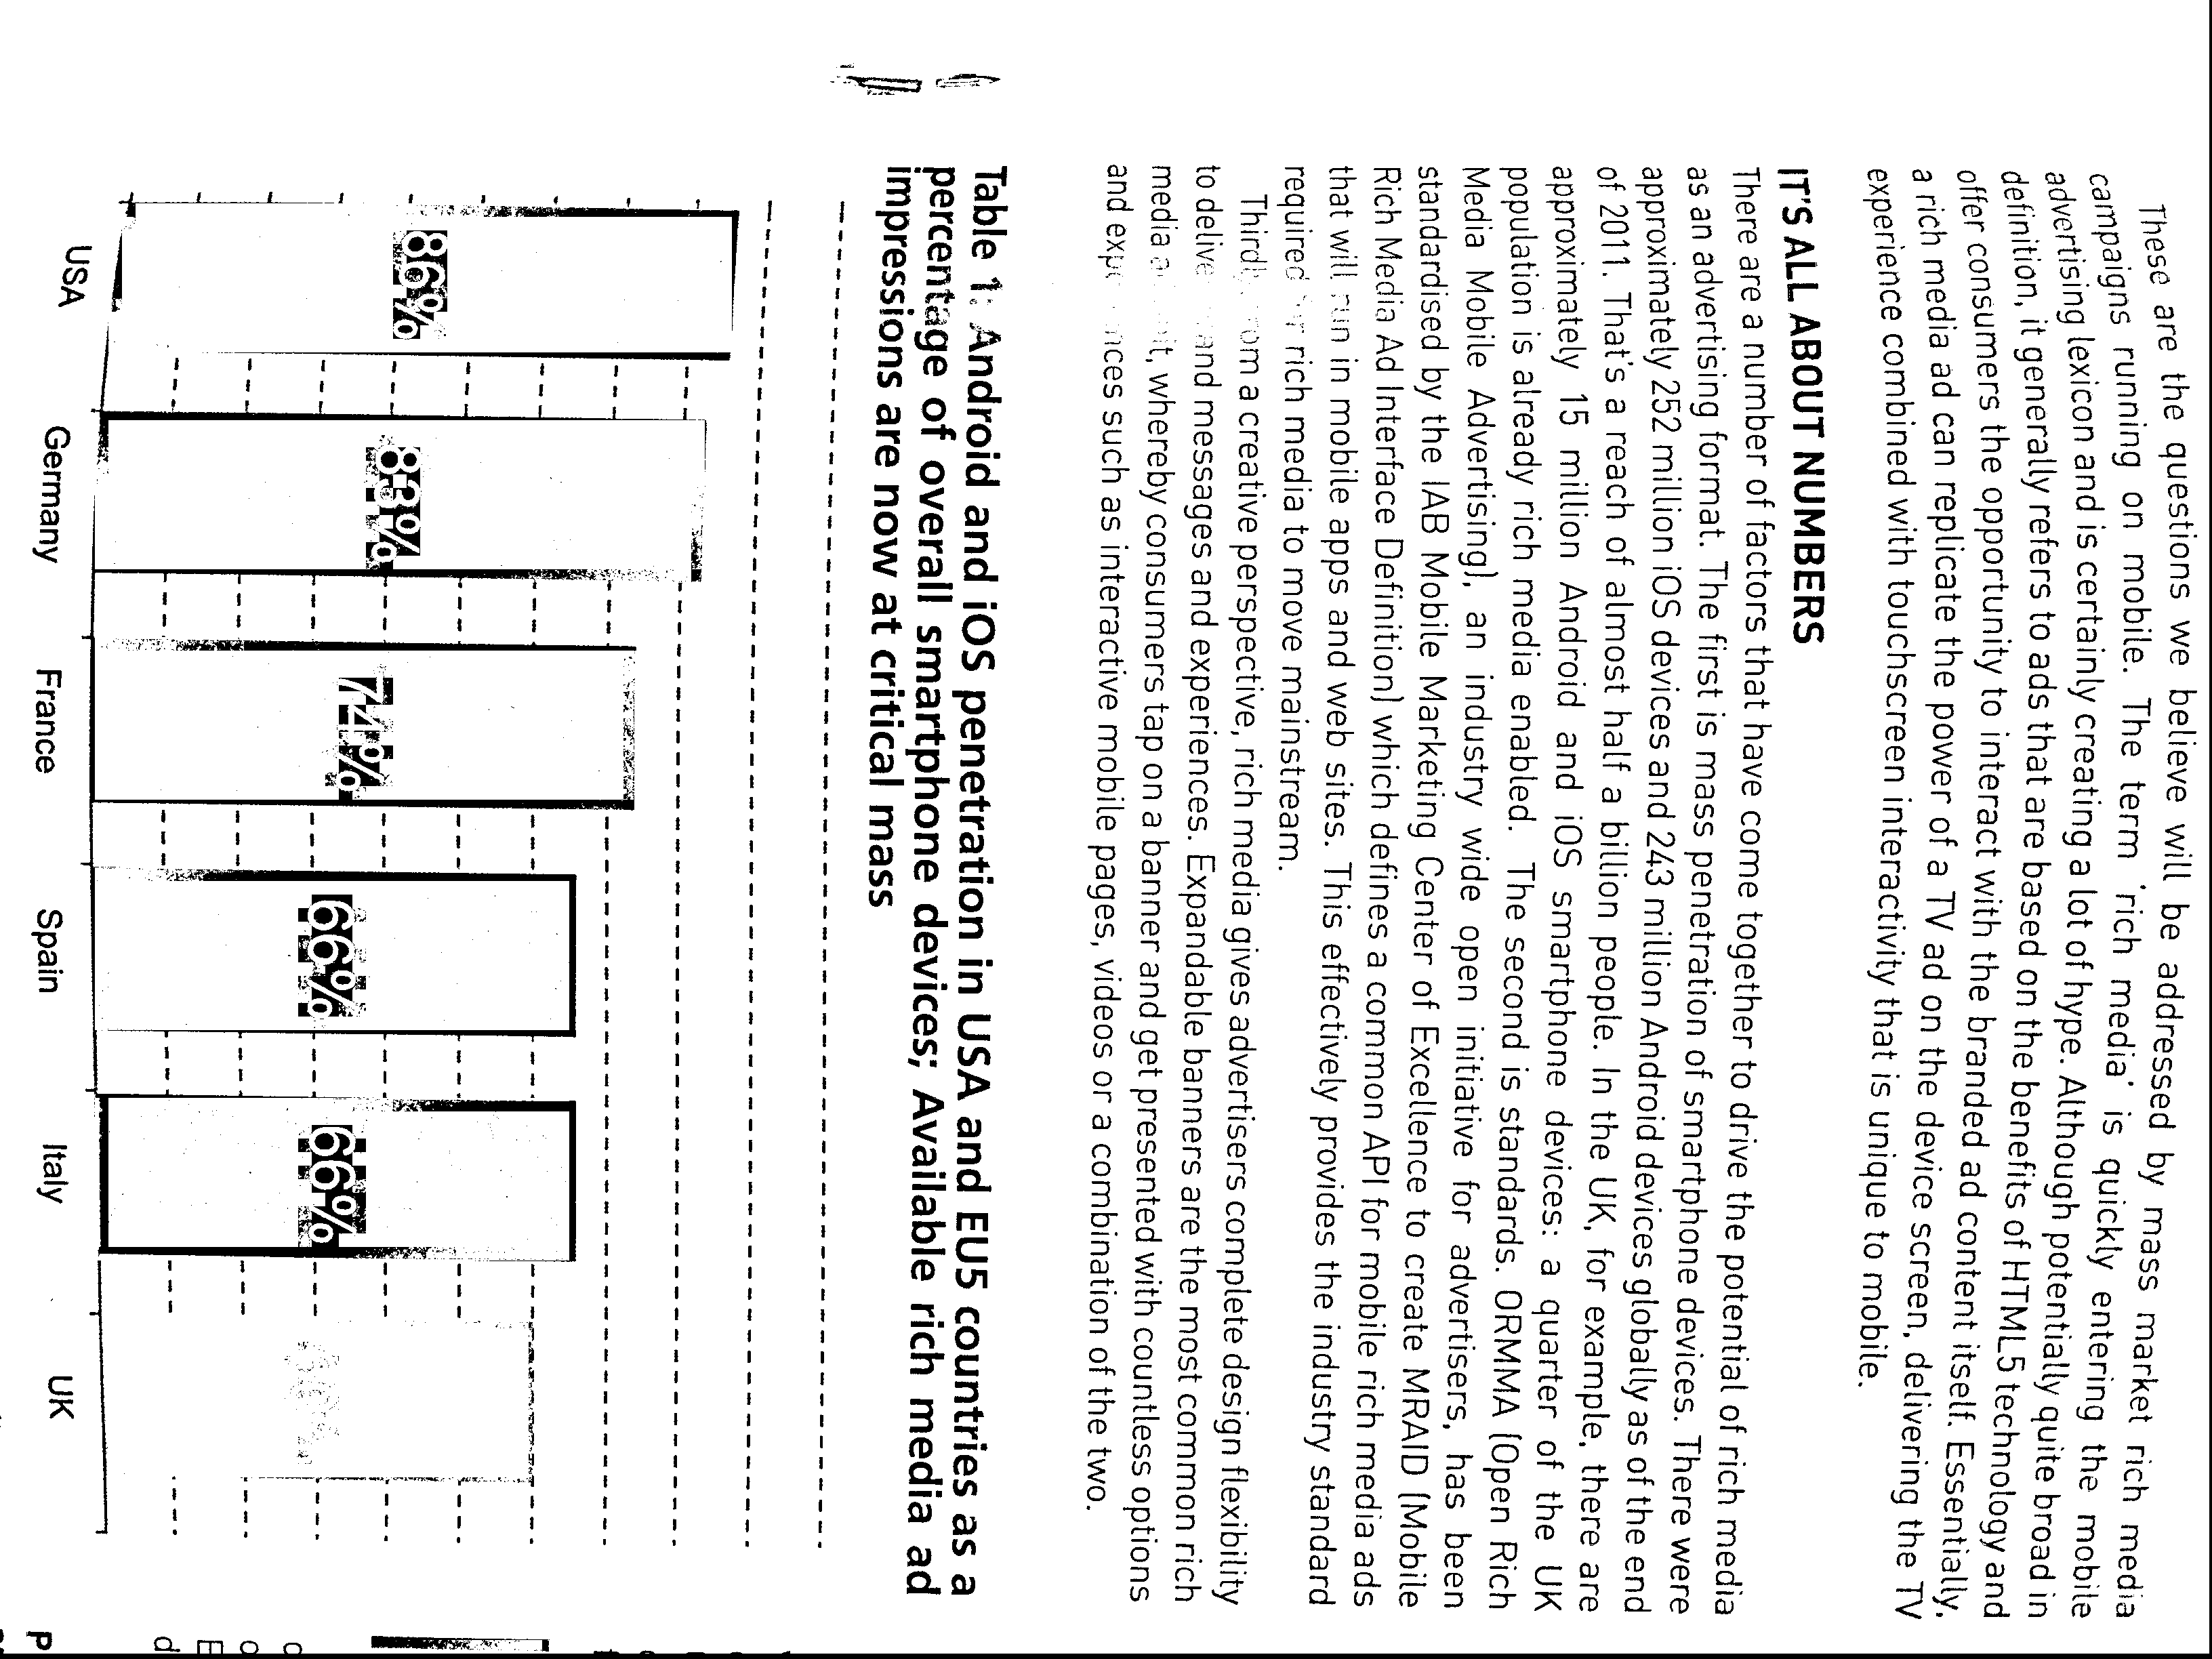 These are the questions we believe will be addressed by mass market rich media
campaigns running on mobile. The term ‘rich media’ is quickly entering the mobile
advertising lexicon and is certainly creating a lot of hype. Although potentially quite broad in
definition, it generally refers to ads that are based on the benefits of HTML5 technology and
offer consumers the opportunity to interact with the branded ad content itself. Essentially,
a rich media ad can replicate the power of a TV ad on the device screen, delivering the TV
experience combined with touchscreen interactivity that is unique to mobile.
IT'S ALL ABOUT NUMBERS
There are a number of factors that have come together to drive the potential of rich media
as an advertising format. The first is mass penetration of smartphone devices. There were
approximately 252 million iOS devices and 243 million Android devices globally as of the end
of 2011. That's a reach of almost half a billion people. In the UK, for example, there are
approximately 15 million Android and iOS smartphone devices: a quarter of the UK
population is already rich media enabled. The second is standards. ORMMA (Open Rich
Media Mobile Advertising), an industry wide open initiative for advertisers, has been
standardised by the IAB Mobile Marketing Center of Excellence to create MRAID (Mobile
Rich Media Ad Interface Definition) which defines a common API for mobile rich media ads
that will run in mobile apps and web sites. This effectively provides the industry standard
required for rich media to move mainstream.
Thirdly, from a creative perspective, rich media gives advertisers complete design flexibility
to deliver and messages and experiences. Expandable banners are the most common rich
media whereby consumers tap on a banner and get presented with countless options
and such as interactive mobile pages, videos or a combination of the two.
Table 1: Android and iOS penetration in USA and EU5 countries as a
percentage of overall smartphone devices; Available rich media ad
impressions are now at critical mass
86%
83%
74%
66%
66%
USA
Germany
France
Spain
Italy
UK